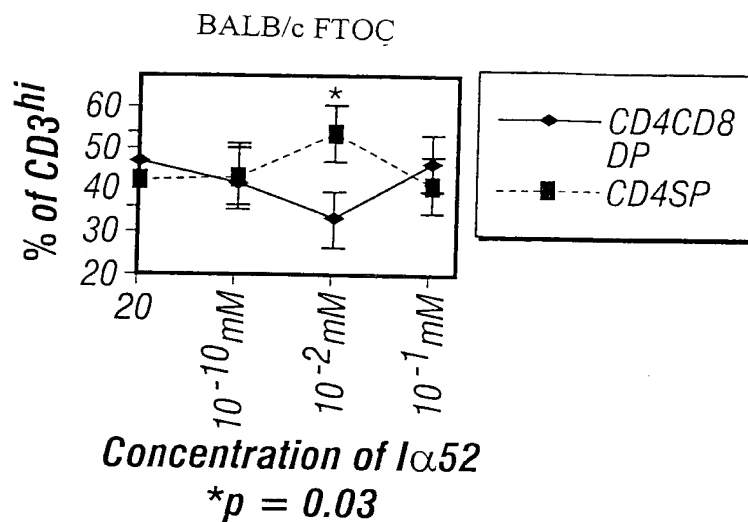 BALB/c FTOC
% of CD3hi
60
50
40
30
20
20
10-10mM
10-2mM
10-1mM
*
CD4CD8
DP
CD4SP
Concentration of Iα52
*p = 0.03